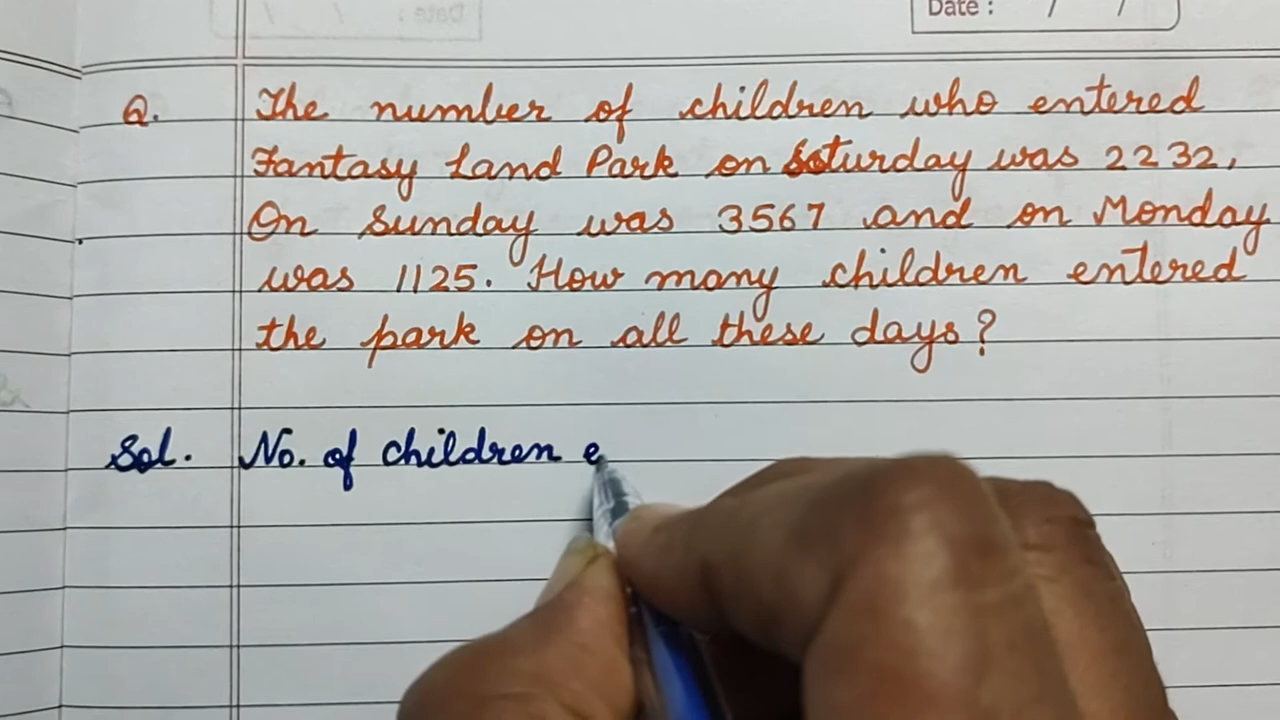 Date : / /
Q. The number of children who entered
Fantasy Land Park on Saturday was 2232,
On Sunday was 3567 and on Monday
was 1125. How many children entered
the park on all these days?
Sol. No. of children e